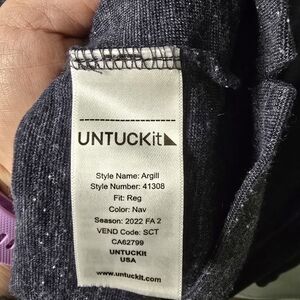 UNTUCKit
Style Name: Argill
Style Number: 41308
Fit: Reg
Color: Nav
Season: 2022 FA 2
VEND Code: SCT
CA62799
UNTUCKit
USA
www.untuckit.com